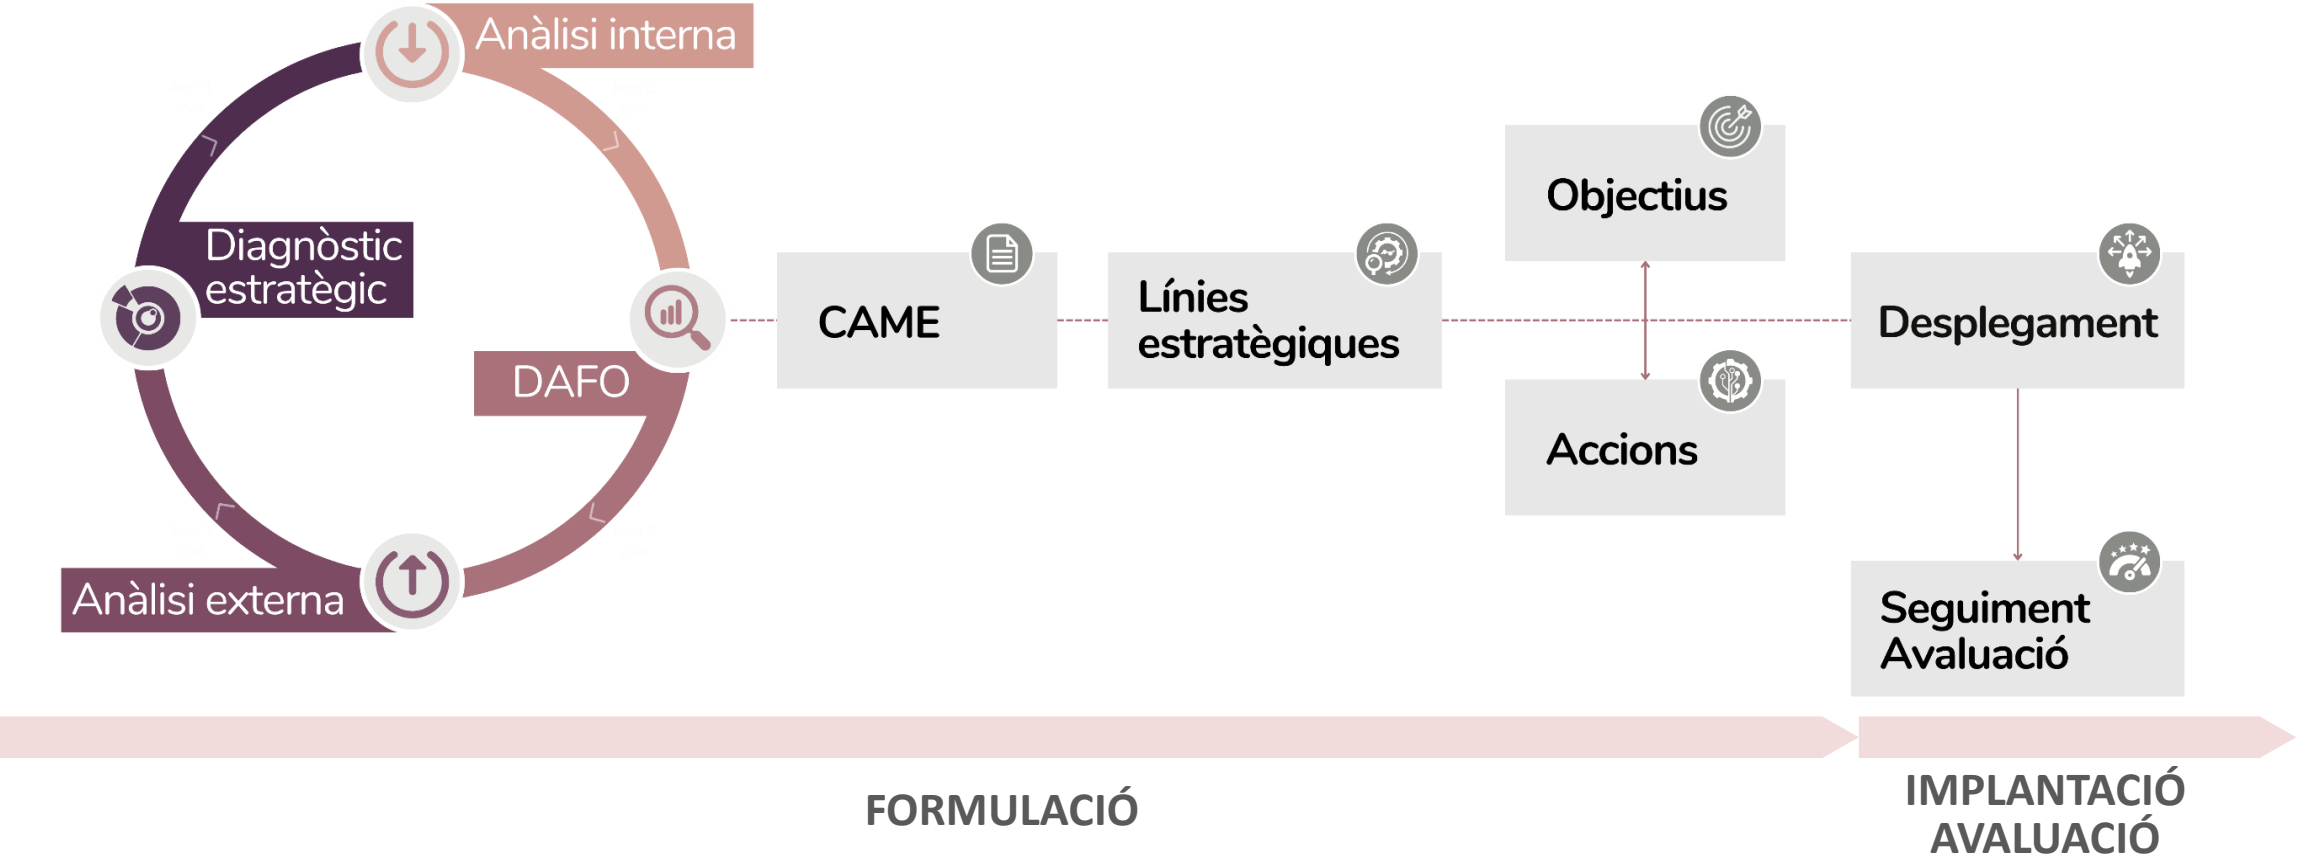 Anàlisi interna
Diagnòstic
estratègic
DAFO
Anàlisi externa
CAME
Línies
estratègiques
Objectius
Accions
Desplegament
Seguiment
Avaluació
FORMULACIÓ
IMPLANTACIÓ
AVALUACIÓ